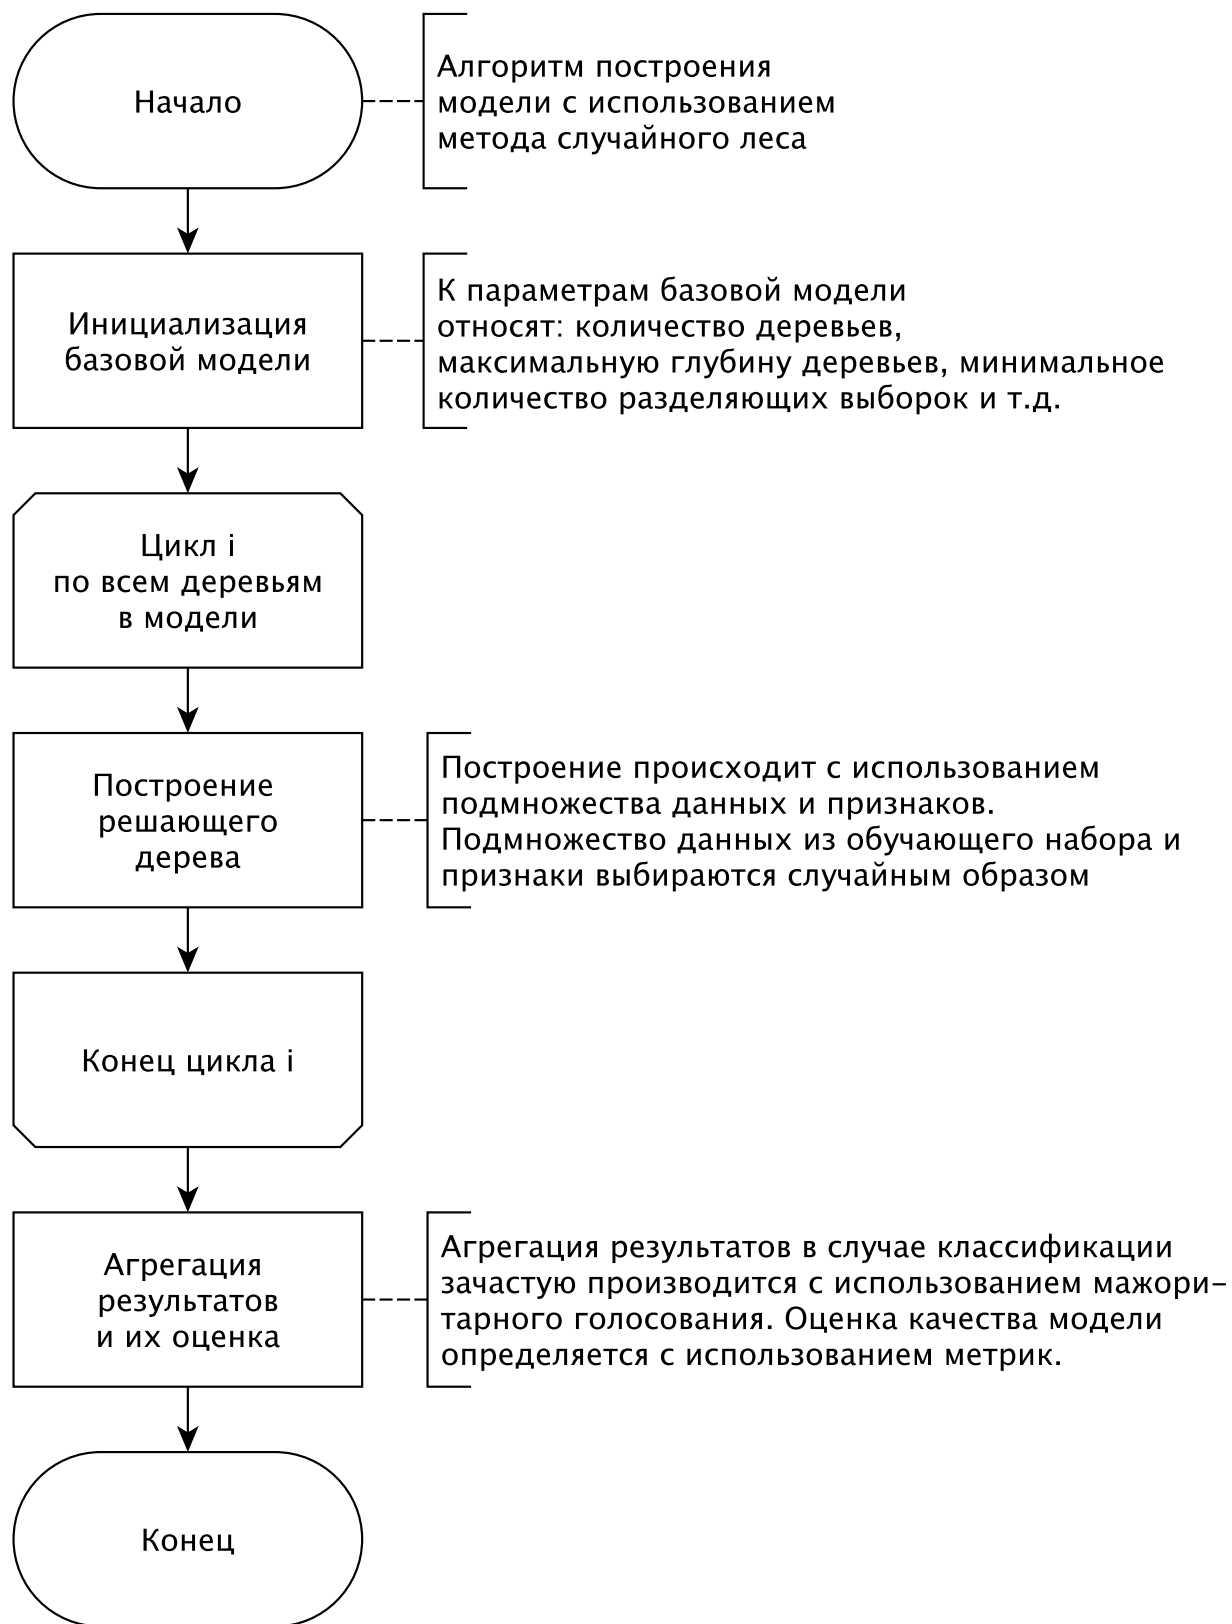 Начало
Алгоритм построения
модели с использованием
метода случайного леса
Инициализация
базовой модели
К параметрам базовой модели
относят: количество деревьев,
максимальную глубину деревьев, минимальное
количество разделяющих выборок и т.д.
Цикл i
по всем деревьям
в модели
Построение
решающего
дерева
Построение происходит с использованием
подмножества данных и признаков.
Подмножество данных из обучающего набора и
признаки выбираются случайным образом
Конец цикла i
Агрегация
результатов
и их оценка
Агрегация результатов в случае классификации
зачастую производится с использованием мажори-
тарного голосования. Оценка качества модели
определяется с использованием метрик.
Конец